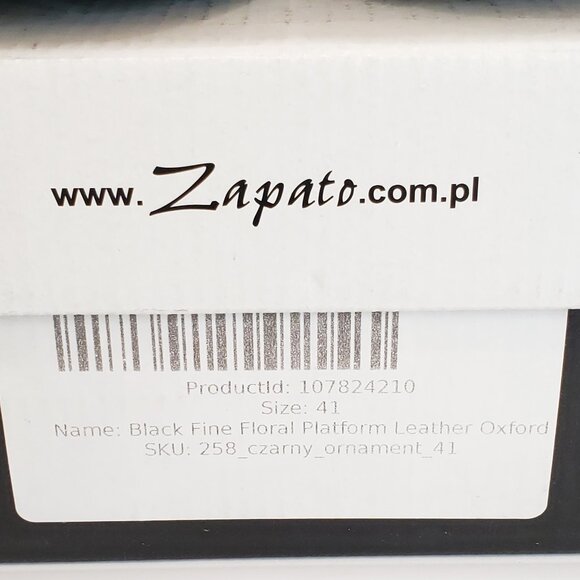 www.Zapato.com.pl
ProductId: 107824210
Size: 41
Name: Black Fine Floral Platform Leather Oxford
SKU: 258_czarny_ornament_41